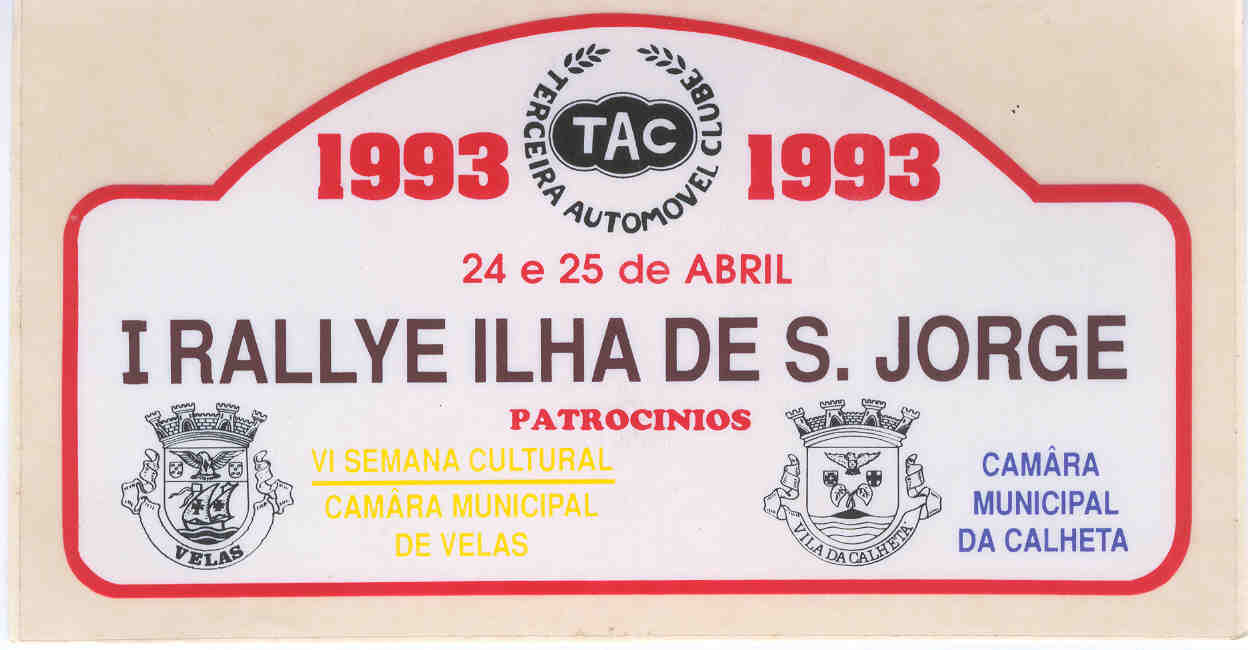 TERCEIRA AUTOMOVEL CLUBE
TAC
1993 1993
24 e 25 de ABRIL
I RALLYE ILHA DE S. JORGE
PATROCINIOS
VI SEMANA CULTURAL
CAMÂRA MUNICIPAL
DE VELAS
VELAS
CAMÂRA
MUNICIPAL
DA CALHETA
VILA DA CALHETA